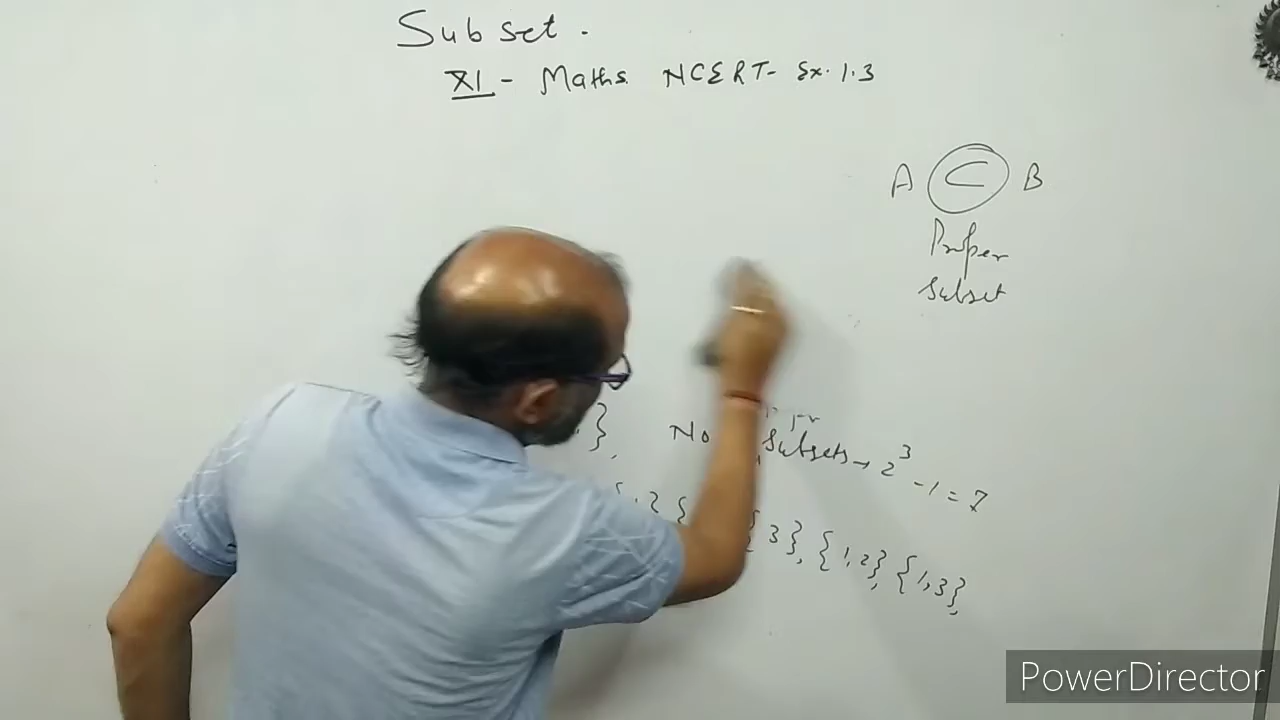 Subset.
XI - Maths NCERT - Ex. 1.3
A ⊂ B
Proper
Subset
}, No Subsets → 2³ - 1 = 7
3}, {1,2}, {1,3},
PowerDirector